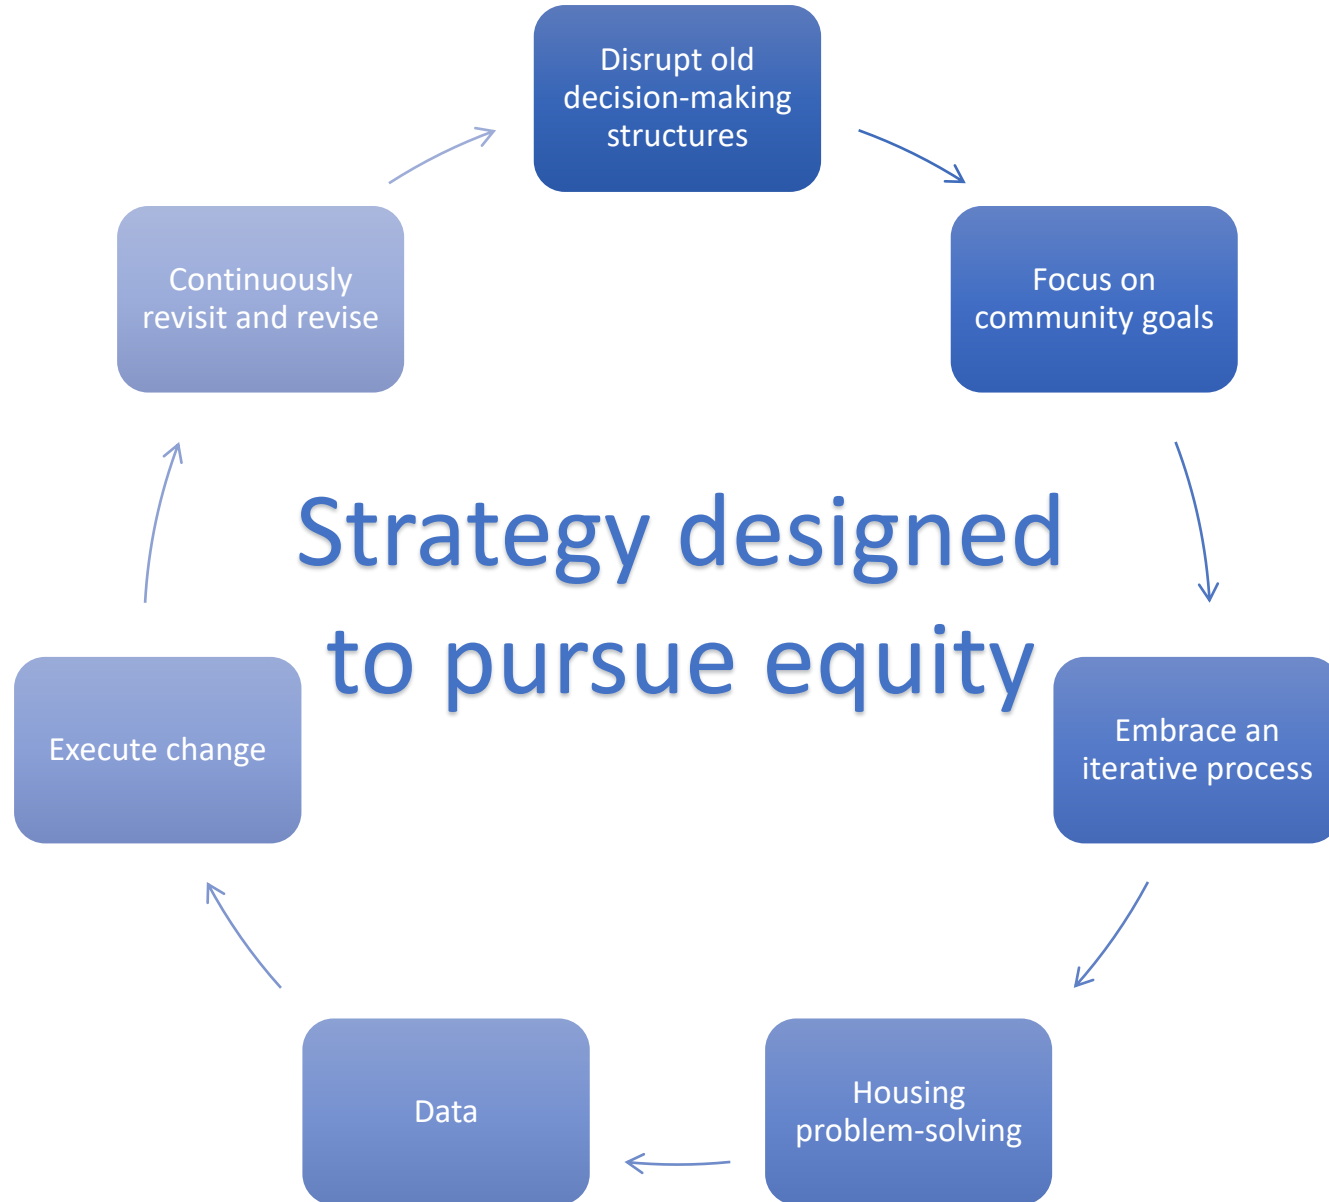 Disrupt old
decision-making
structures
Focus on
community goals
Embrace an
iterative process
Housing
problem-solving
Data
Execute change
Continuously
revisit and revise
Strategy designed
to pursue equity